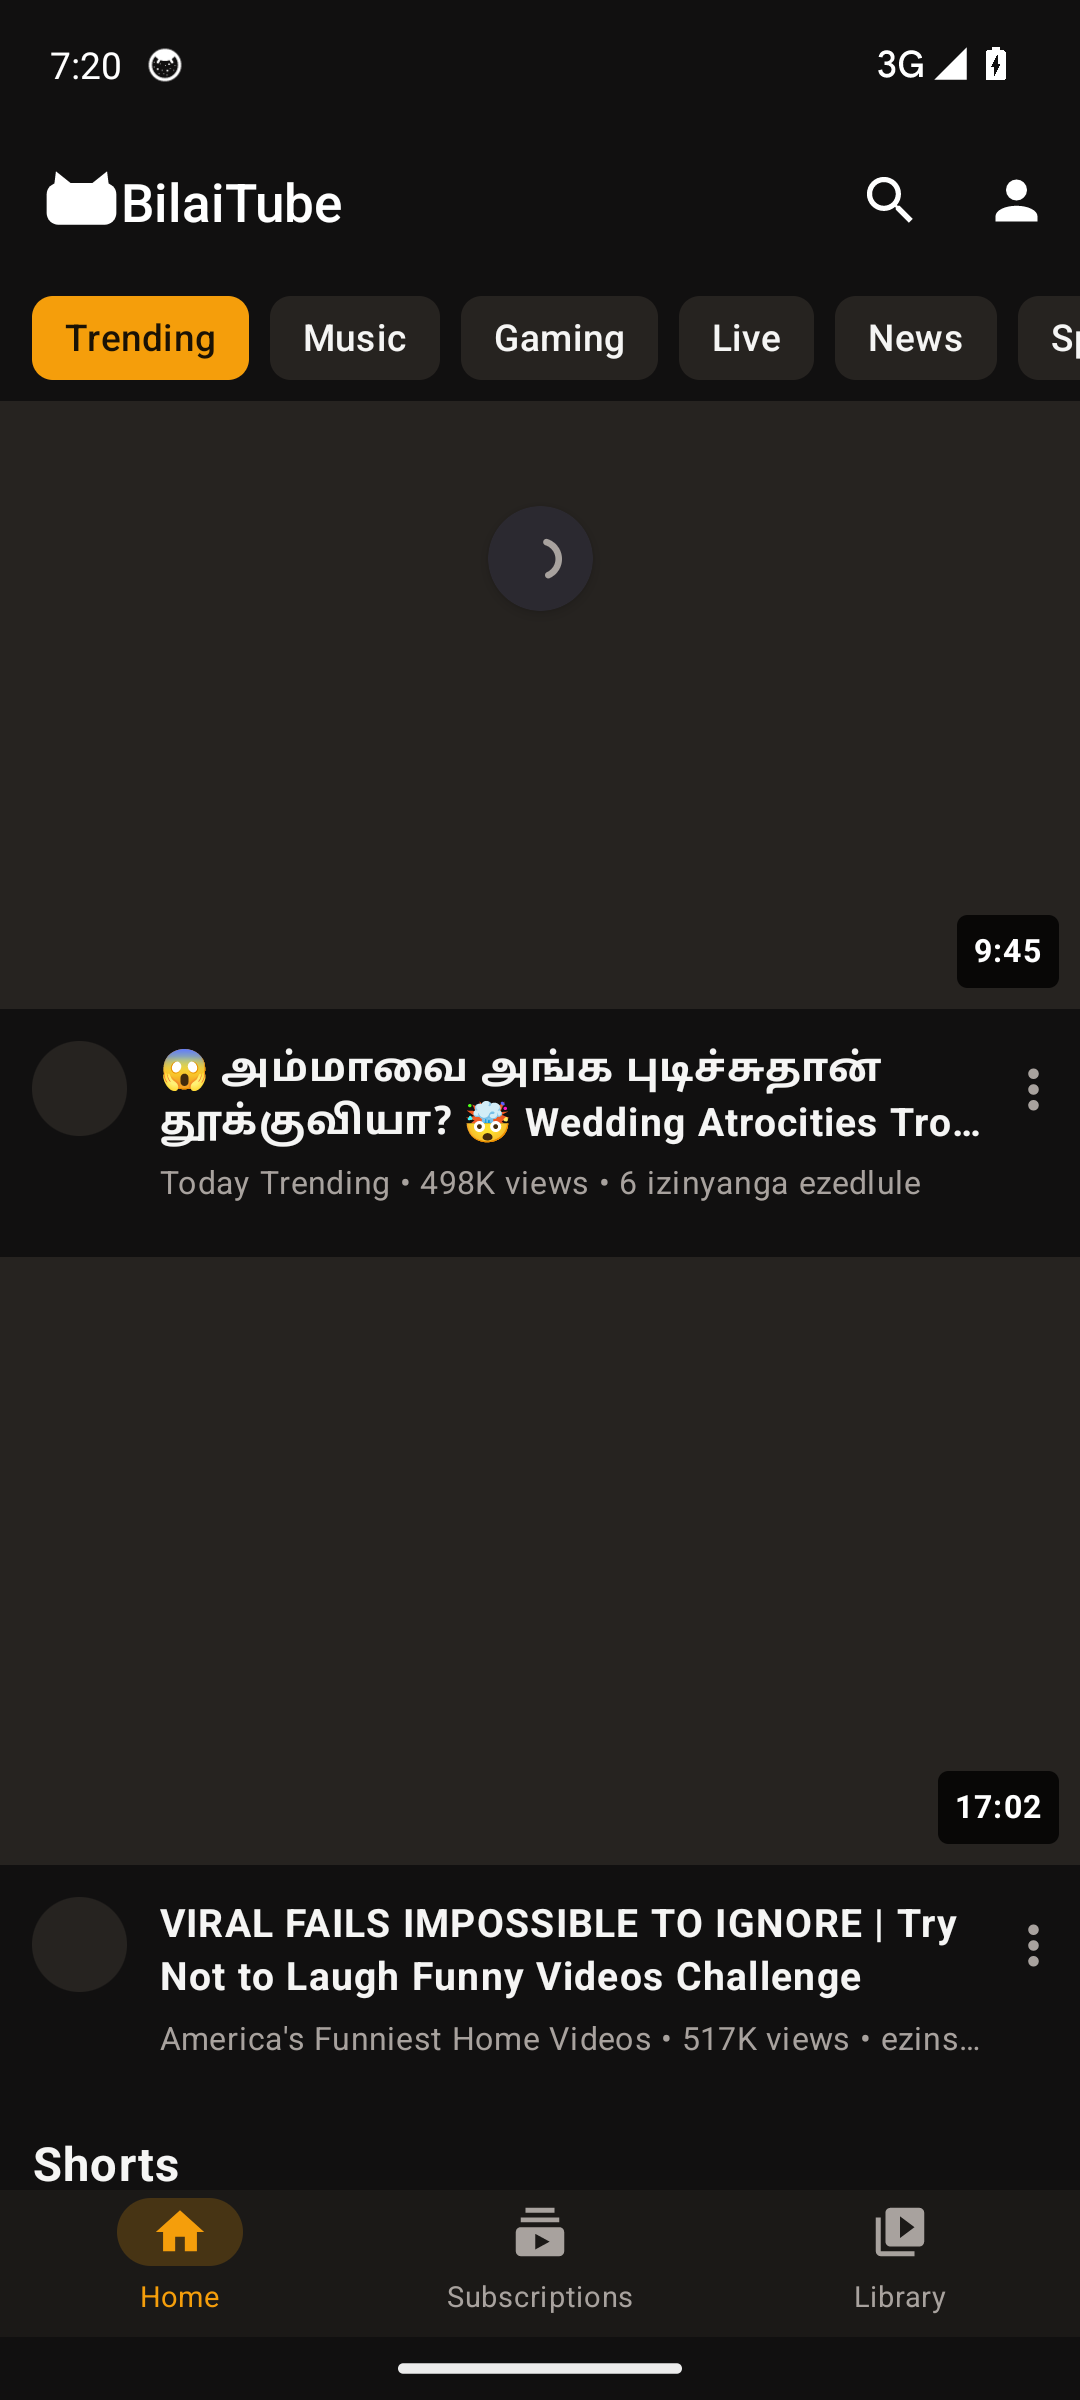 7:20
3G
BilaiTube
Trending Music Gaming Live News Sp
9:45
😱 அம்மாவை அங்க புடிச்சுதான்
தூக்குவியா? 🤯 Wedding Atrocities Tro...
Today Trending • 498K views • 6 izinyanga ezedlule
17:02
VIRAL FAILS IMPOSSIBLE TO IGNORE | Try
Not to Laugh Funny Videos Challenge
America's Funniest Home Videos • 517K views • ezins...
Shorts
Home Subscriptions Library